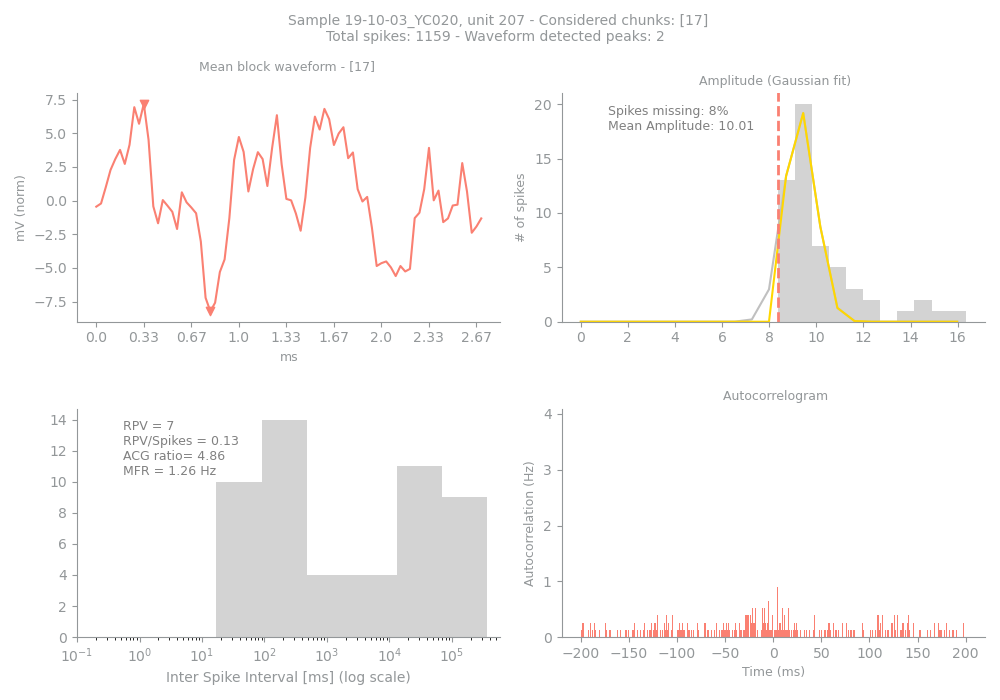 Sample 19-10-03_YC020, unit 207 - Considered chunks: [17]
Total spikes: 1159 - Waveform detected peaks: 2
Mean block waveform - [17]
mV (norm)
7.5
5.0
2.5
0.0
−2.5
−5.0
−7.5
0.0 0.33 0.67 1.0 1.33 1.67 2.0 2.33 2.67
ms
Amplitude (Gaussian fit)
Spikes missing: 8%
Mean Amplitude: 10.01
# of spikes
20
15
10
5
0
0 2 4 6 8 10 12 14 16
RPV = 7
RPV/Spikes = 0.13
ACG ratio= 4.86
MFR = 1.26 Hz
14
12
10
8
6
4
2
0
10⁻¹ 10⁰ 10¹ 10² 10³ 10⁴ 10⁵
Inter Spike Interval [ms] (log scale)
Autocorrelogram
Autocorrelation (Hz)
4
3
2
1
0
−200 −150 −100 −50 0 50 100 150 200
Time (ms)